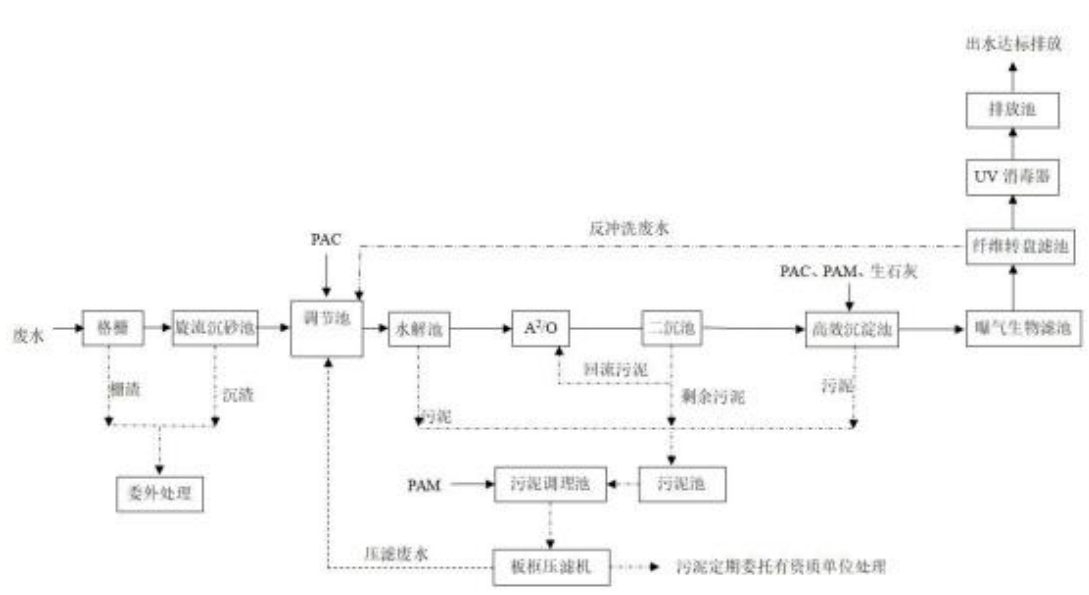 出水达标排放
排放池
UV 消毒器
反冲洗废水
纤维转盘滤池
PAC
PAC、PAM、生石灰
废水
格栅
旋流沉砂池
调节池
水解池
A²/O
二沉池
高效沉淀池
曝气生物滤池
栅渣
沉渣
回流污泥
剩余污泥
污泥
污泥
委外处理
PAM
污泥调理池
污泥池
压滤废水
板框压滤机
污泥定期委托有资质单位处理